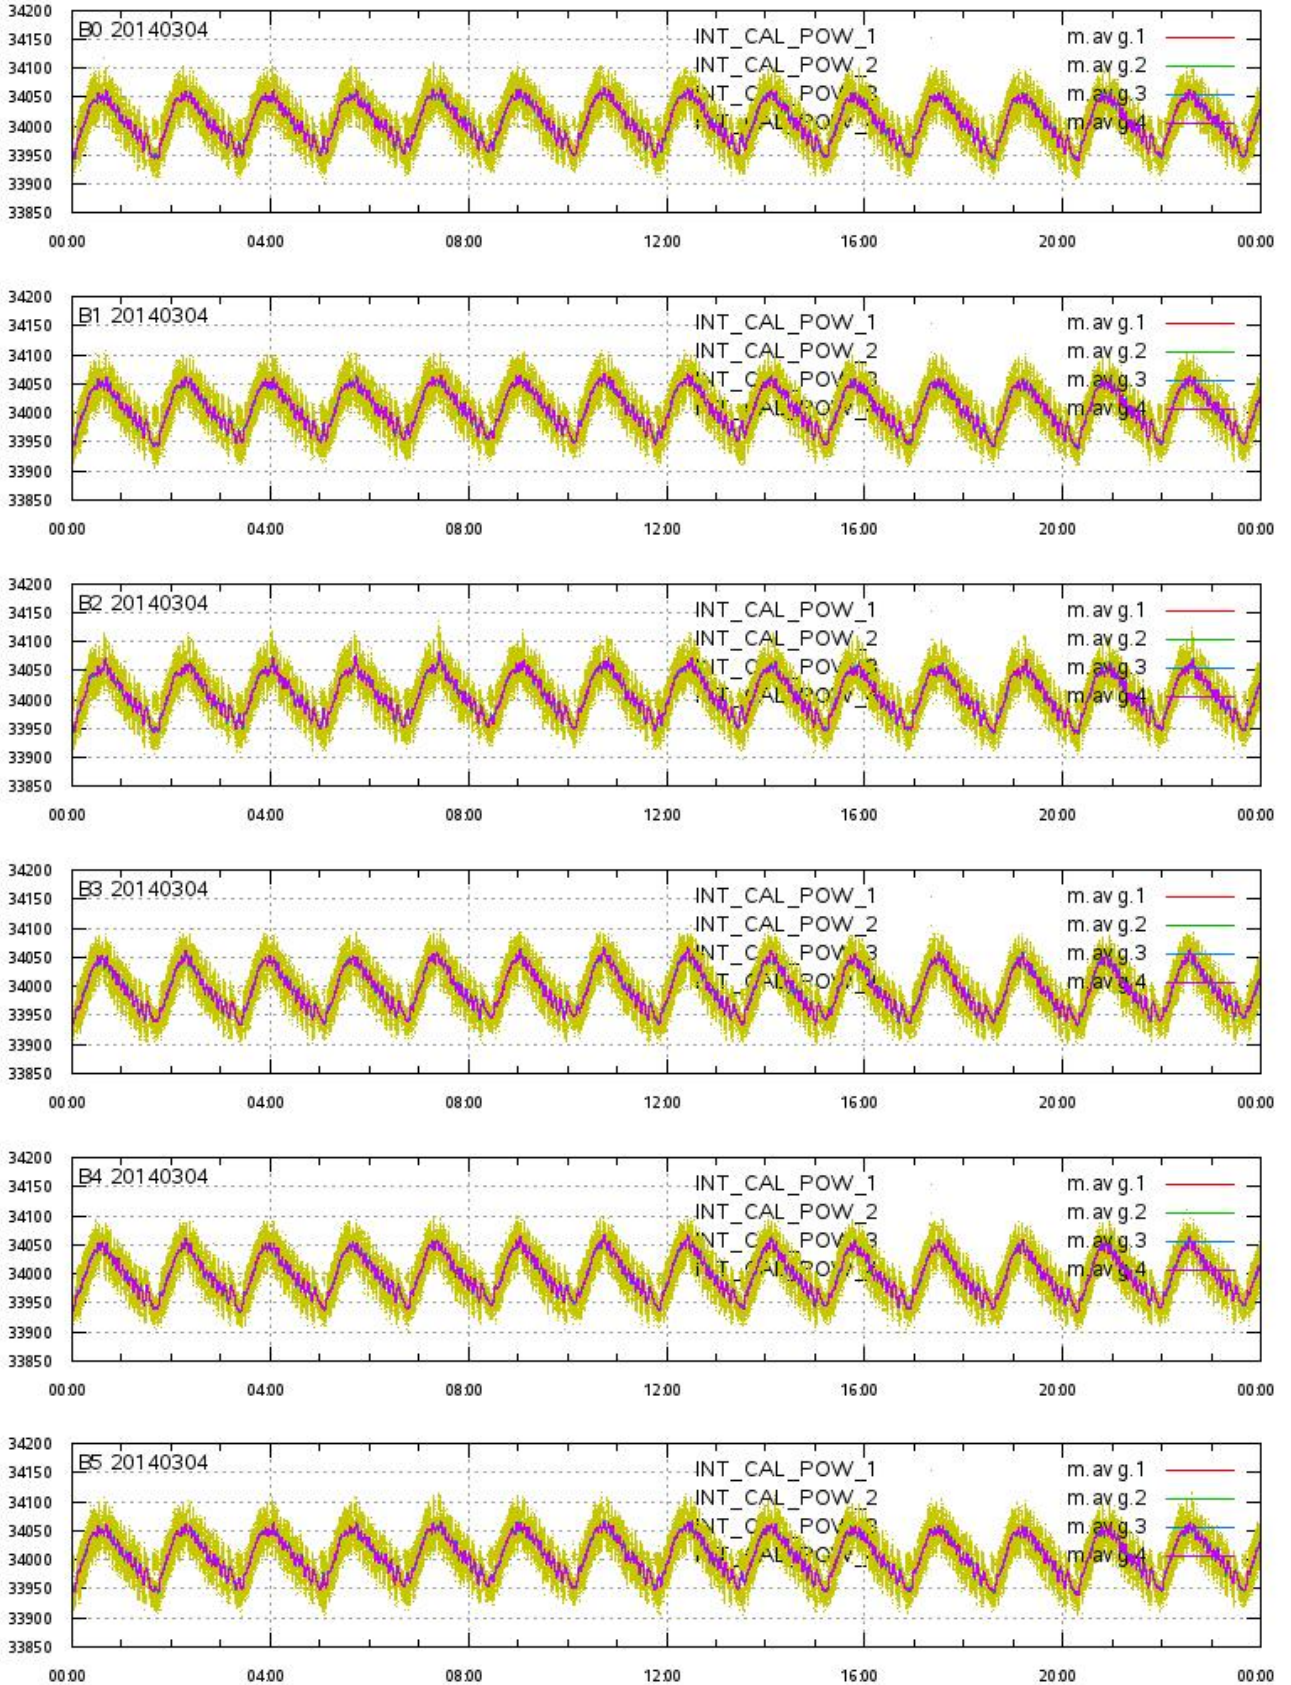 34200
B0 20140304 INT_CAL_POW_1 m.avg.1
34150
34100 INT_CAL_POW_2 m.avg.2
34050 INT_CAL_POW_3 m.avg.3
34000 m.avg.4
33950
33900
33850
00:00 04:00 08:00 12:00 16:00 20:00 00:00
34200
B1 20140304 INT_CAL_POW_1 m.avg.1
34150
34100 INT_CAL_POW_2 m.avg.2
34050 INT_CAL_POW_3 m.avg.3
34000 m.avg.4
33950
33900
33850
00:00 04:00 08:00 12:00 16:00 20:00 00:00
34200
B2 20140304 INT_CAL_POW_1 m.avg.1
34150
34100 INT_CAL_POW_2 m.avg.2
34050 INT_CAL_POW_3 m.avg.3
34000 m.avg.4
33950
33900
33850
00:00 04:00 08:00 12:00 16:00 20:00 00:00
34200
B3 20140304 INT_CAL_POW_1 m.avg.1
34150
34100 INT_CAL_POW_2 m.avg.2
34050 INT_CAL_POW_3 m.avg.3
34000 m.avg.4
33950
33900
33850
00:00 04:00 08:00 12:00 16:00 20:00 00:00
34200
B4 20140304 INT_CAL_POW_1 m.avg.1
34150
34100 INT_CAL_POW_2 m.avg.2
34050 INT_CAL_POW_3 m.avg.3
34000 m.avg.4
33950
33900
33850
00:00 04:00 08:00 12:00 16:00 20:00 00:00
34200
B5 20140304 INT_CAL_POW_1 m.avg.1
34150
34100 INT_CAL_POW_2 m.avg.2
34050 INT_CAL_POW_3 m.avg.3
34000 m.avg.4
33950
33900
33850
00:00 04:00 08:00 12:00 16:00 20:00 00:00